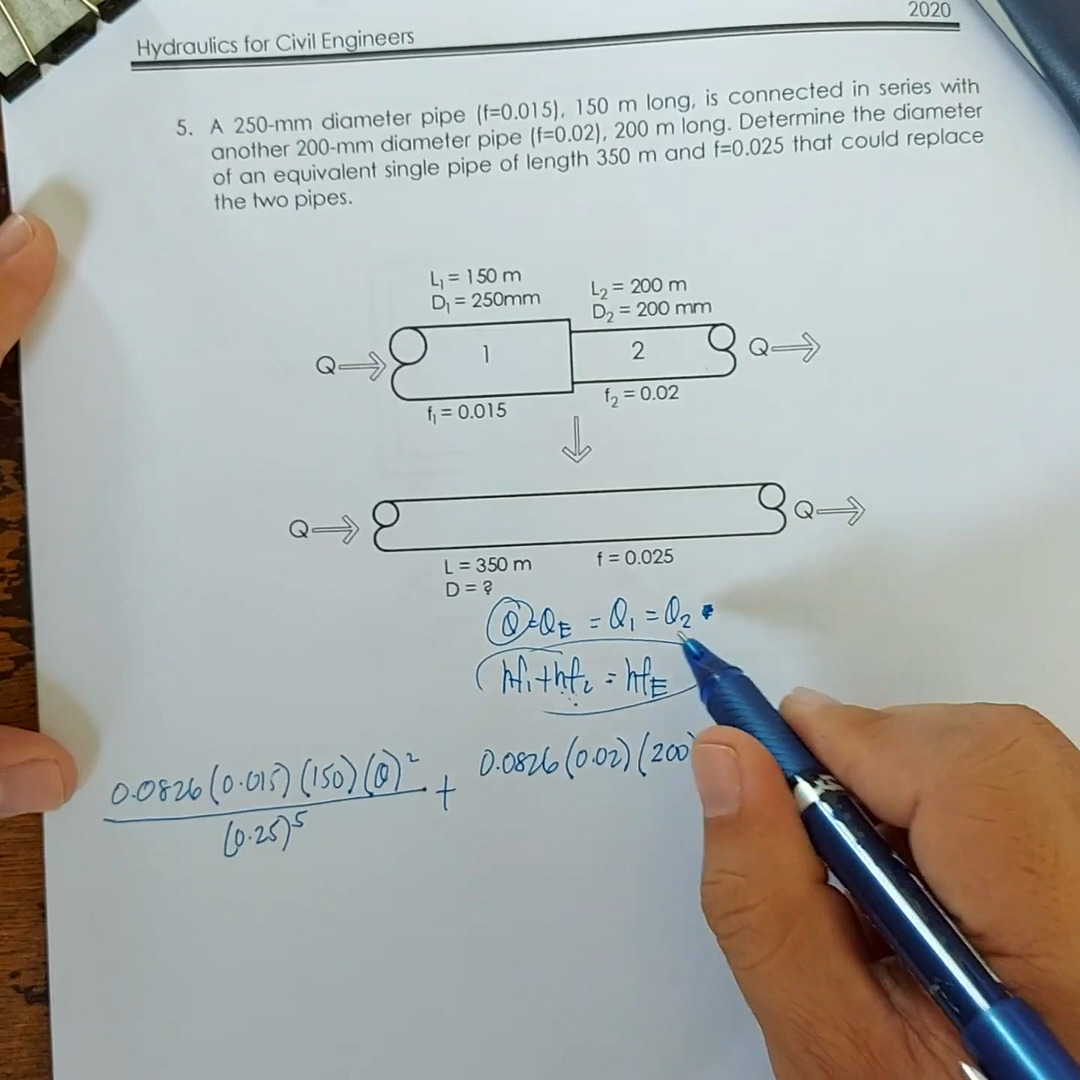 2020
Hydraulics for Civil Engineers
5. A 250-mm diameter pipe (f=0.015), 150 m long, is connected in series with
another 200-mm diameter pipe (f=0.02), 200 m long. Determine the diameter
of an equivalent single pipe of length 350 m and f=0.025 that could replace
the two pipes.
L₁ = 150 m
D₁ = 250mm
L₂ = 200 m
D₂ = 200 mm
Q
1
2
Q
f₁ = 0.015
f₂ = 0.02
Q
Q
L = 350 m
f = 0.025
D = ?
Q=QE = Q₁ = Q₂
hf₁+hf₂ = hfE
0.0826 (0.015) (150) (Q)²
+
0.0826 (0.02) (200)
(0.25)⁵